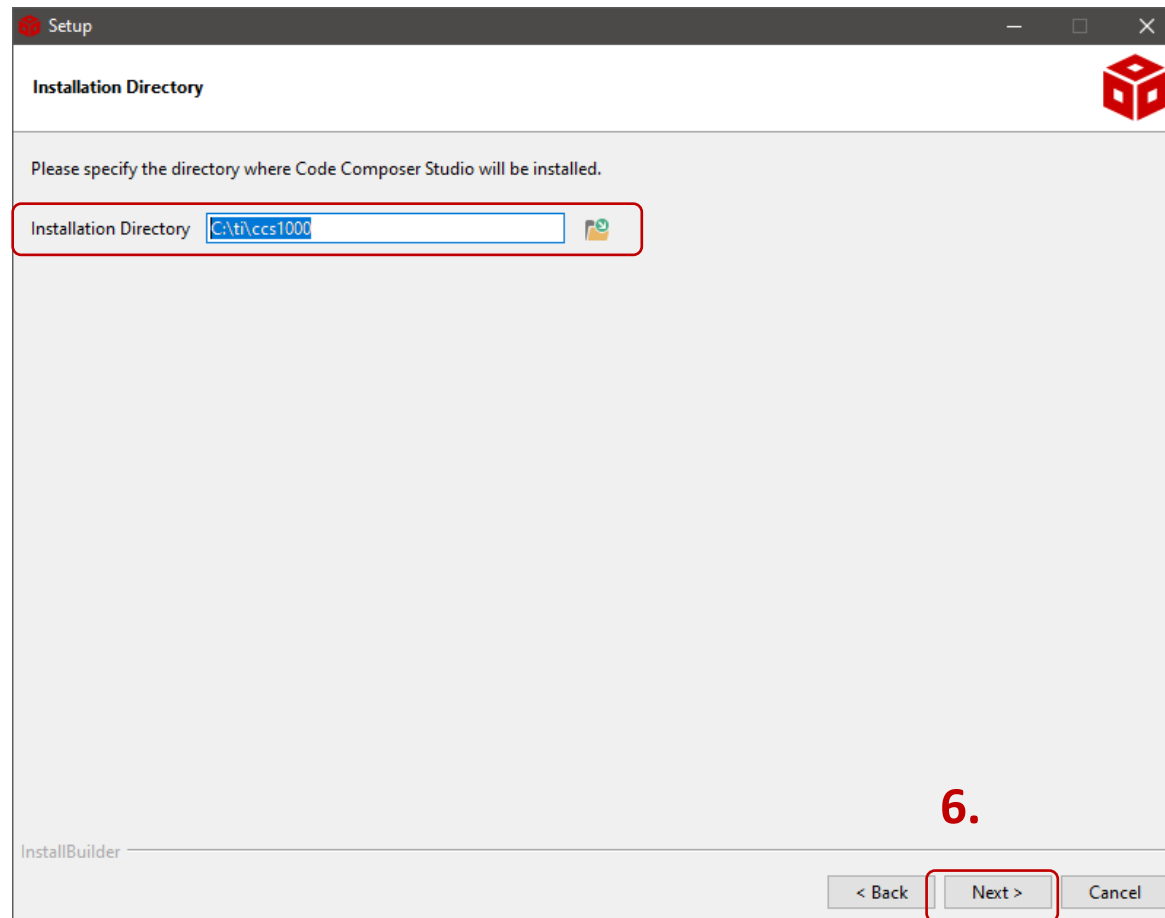 Setup
Installation Directory
Please specify the directory where Code Composer Studio will be installed.
Installation Directory C:\ti\ccs1000
6.
InstallBuilder
< Back Next > Cancel